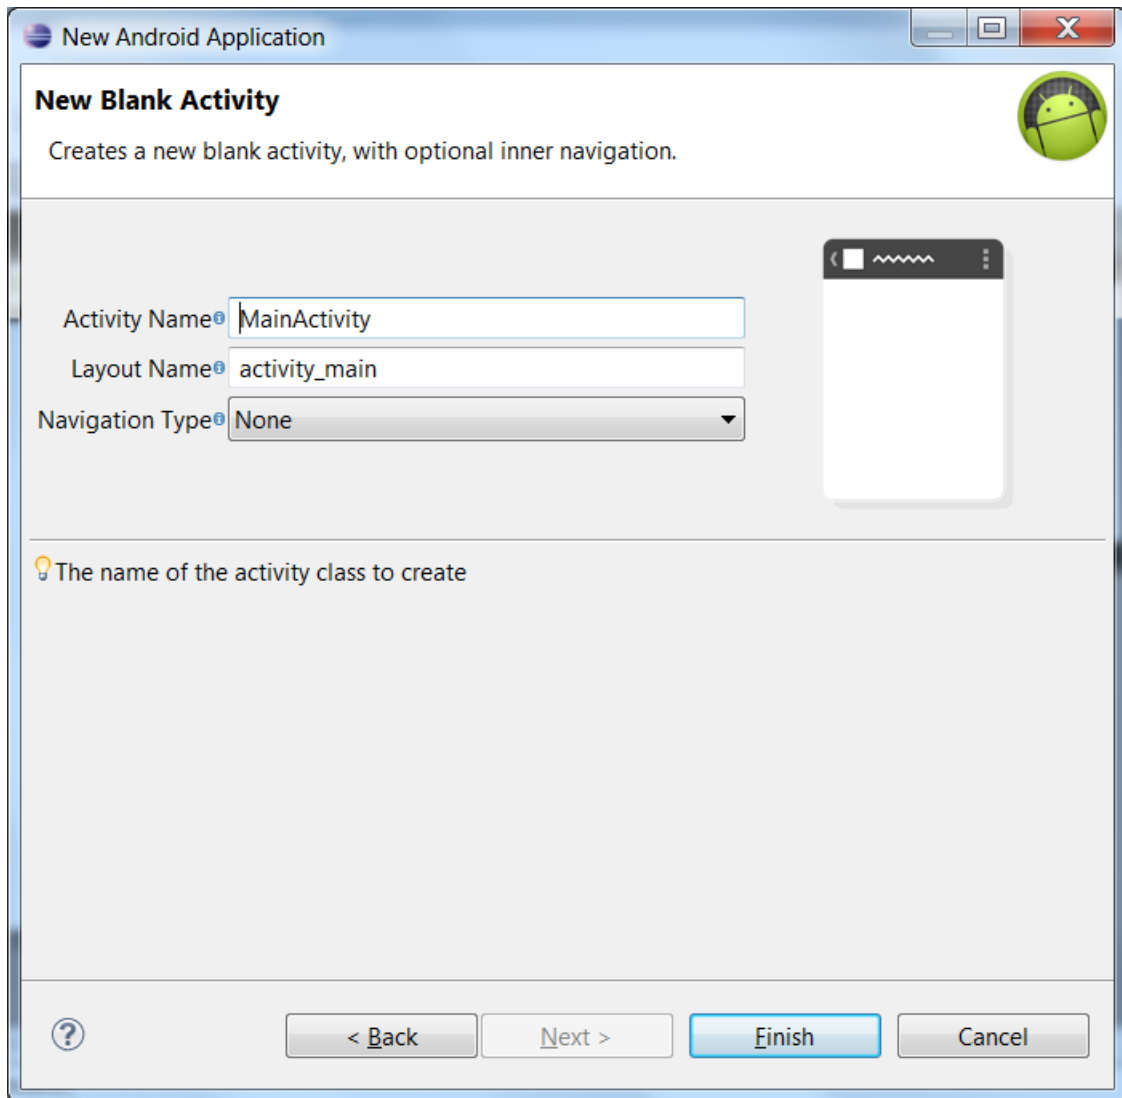 New Android Application
New Blank Activity
Creates a new blank activity, with optional inner navigation.
Activity Name MainActivity
Layout Name activity_main
Navigation Type None
The name of the activity class to create
< Back Next > Finish Cancel